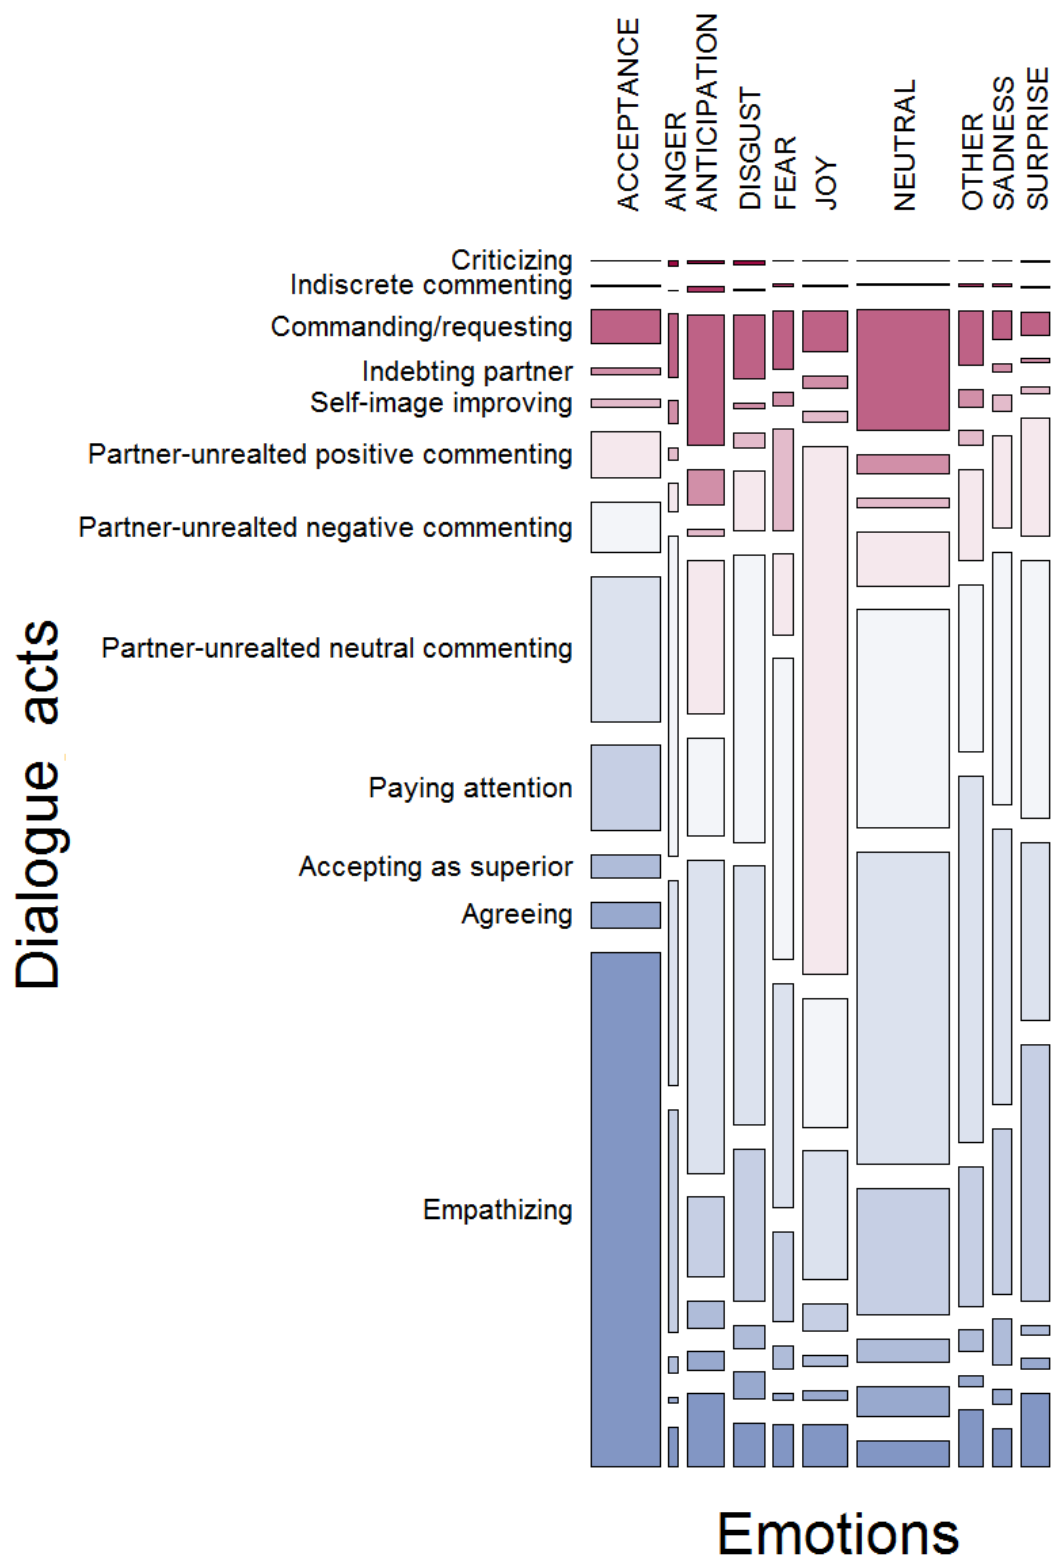 ACCEPTANCE
ANGER
ANTICIPATION
DISGUST
FEAR
JOY
NEUTRAL
OTHER
SADNESS
SURPRISE
Criticizing
Indiscrete commenting
Commanding/requesting
Indebting partner
Self-image improving
Partner-unrealted positive commenting
Partner-unrealted negative commenting
Partner-unrealted neutral commenting
Paying attention
Accepting as superior
Agreeing
Empathizing
Dialogue acts
Emotions